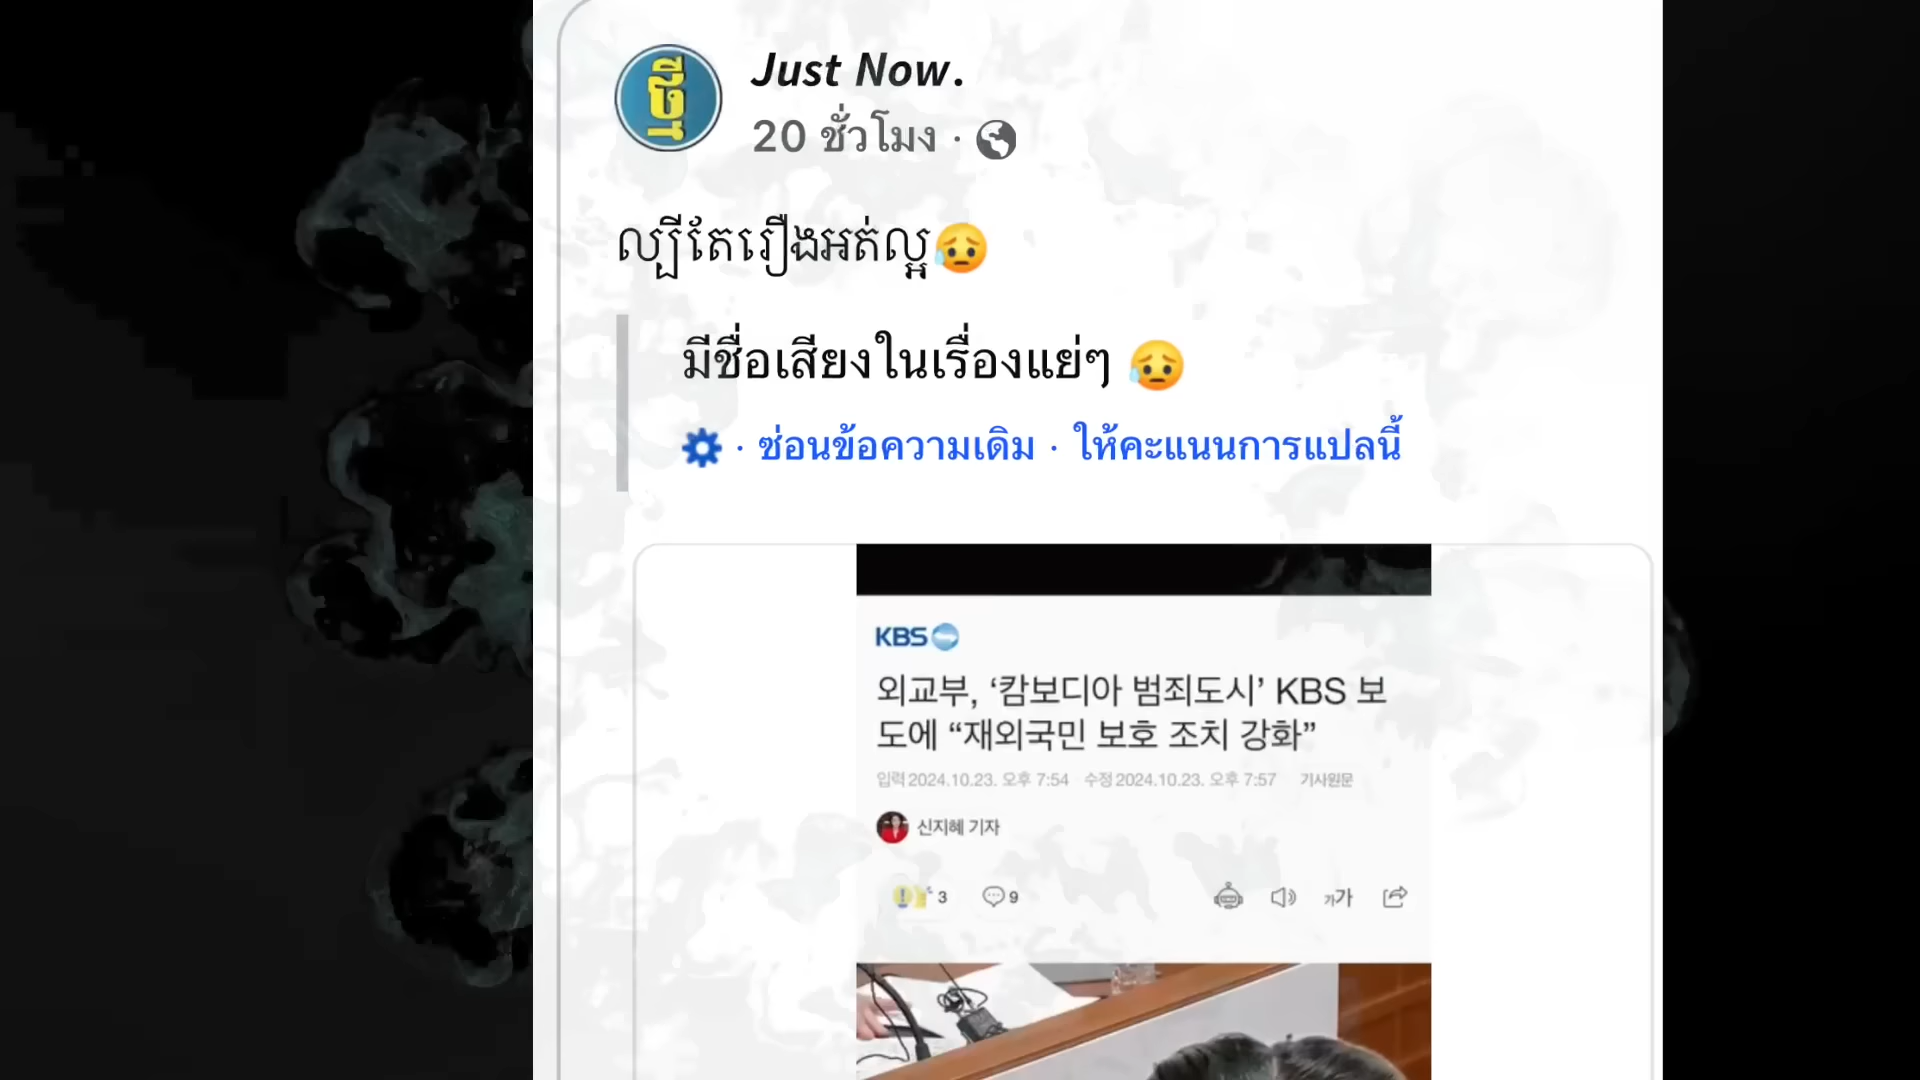 ថ្មី
Just Now.
20 ชั่วโมง ·
ល្បីតែរឿងអត់ល្អ😥
มีชื่อเสียงในเรื่องแย่ๆ 😥
· ซ่อนข้อความเดิม · ให้คะแนนการแปลนี้
KBS
외교부, ‘캄보디아 범죄도시’ KBS 보
도에 “재외국민 보호 조치 강화”
입력 2024.10.23. 오후 7:54 수정 2024.10.23. 오후 7:57 기사원문
신지혜 기자
3 9 가가